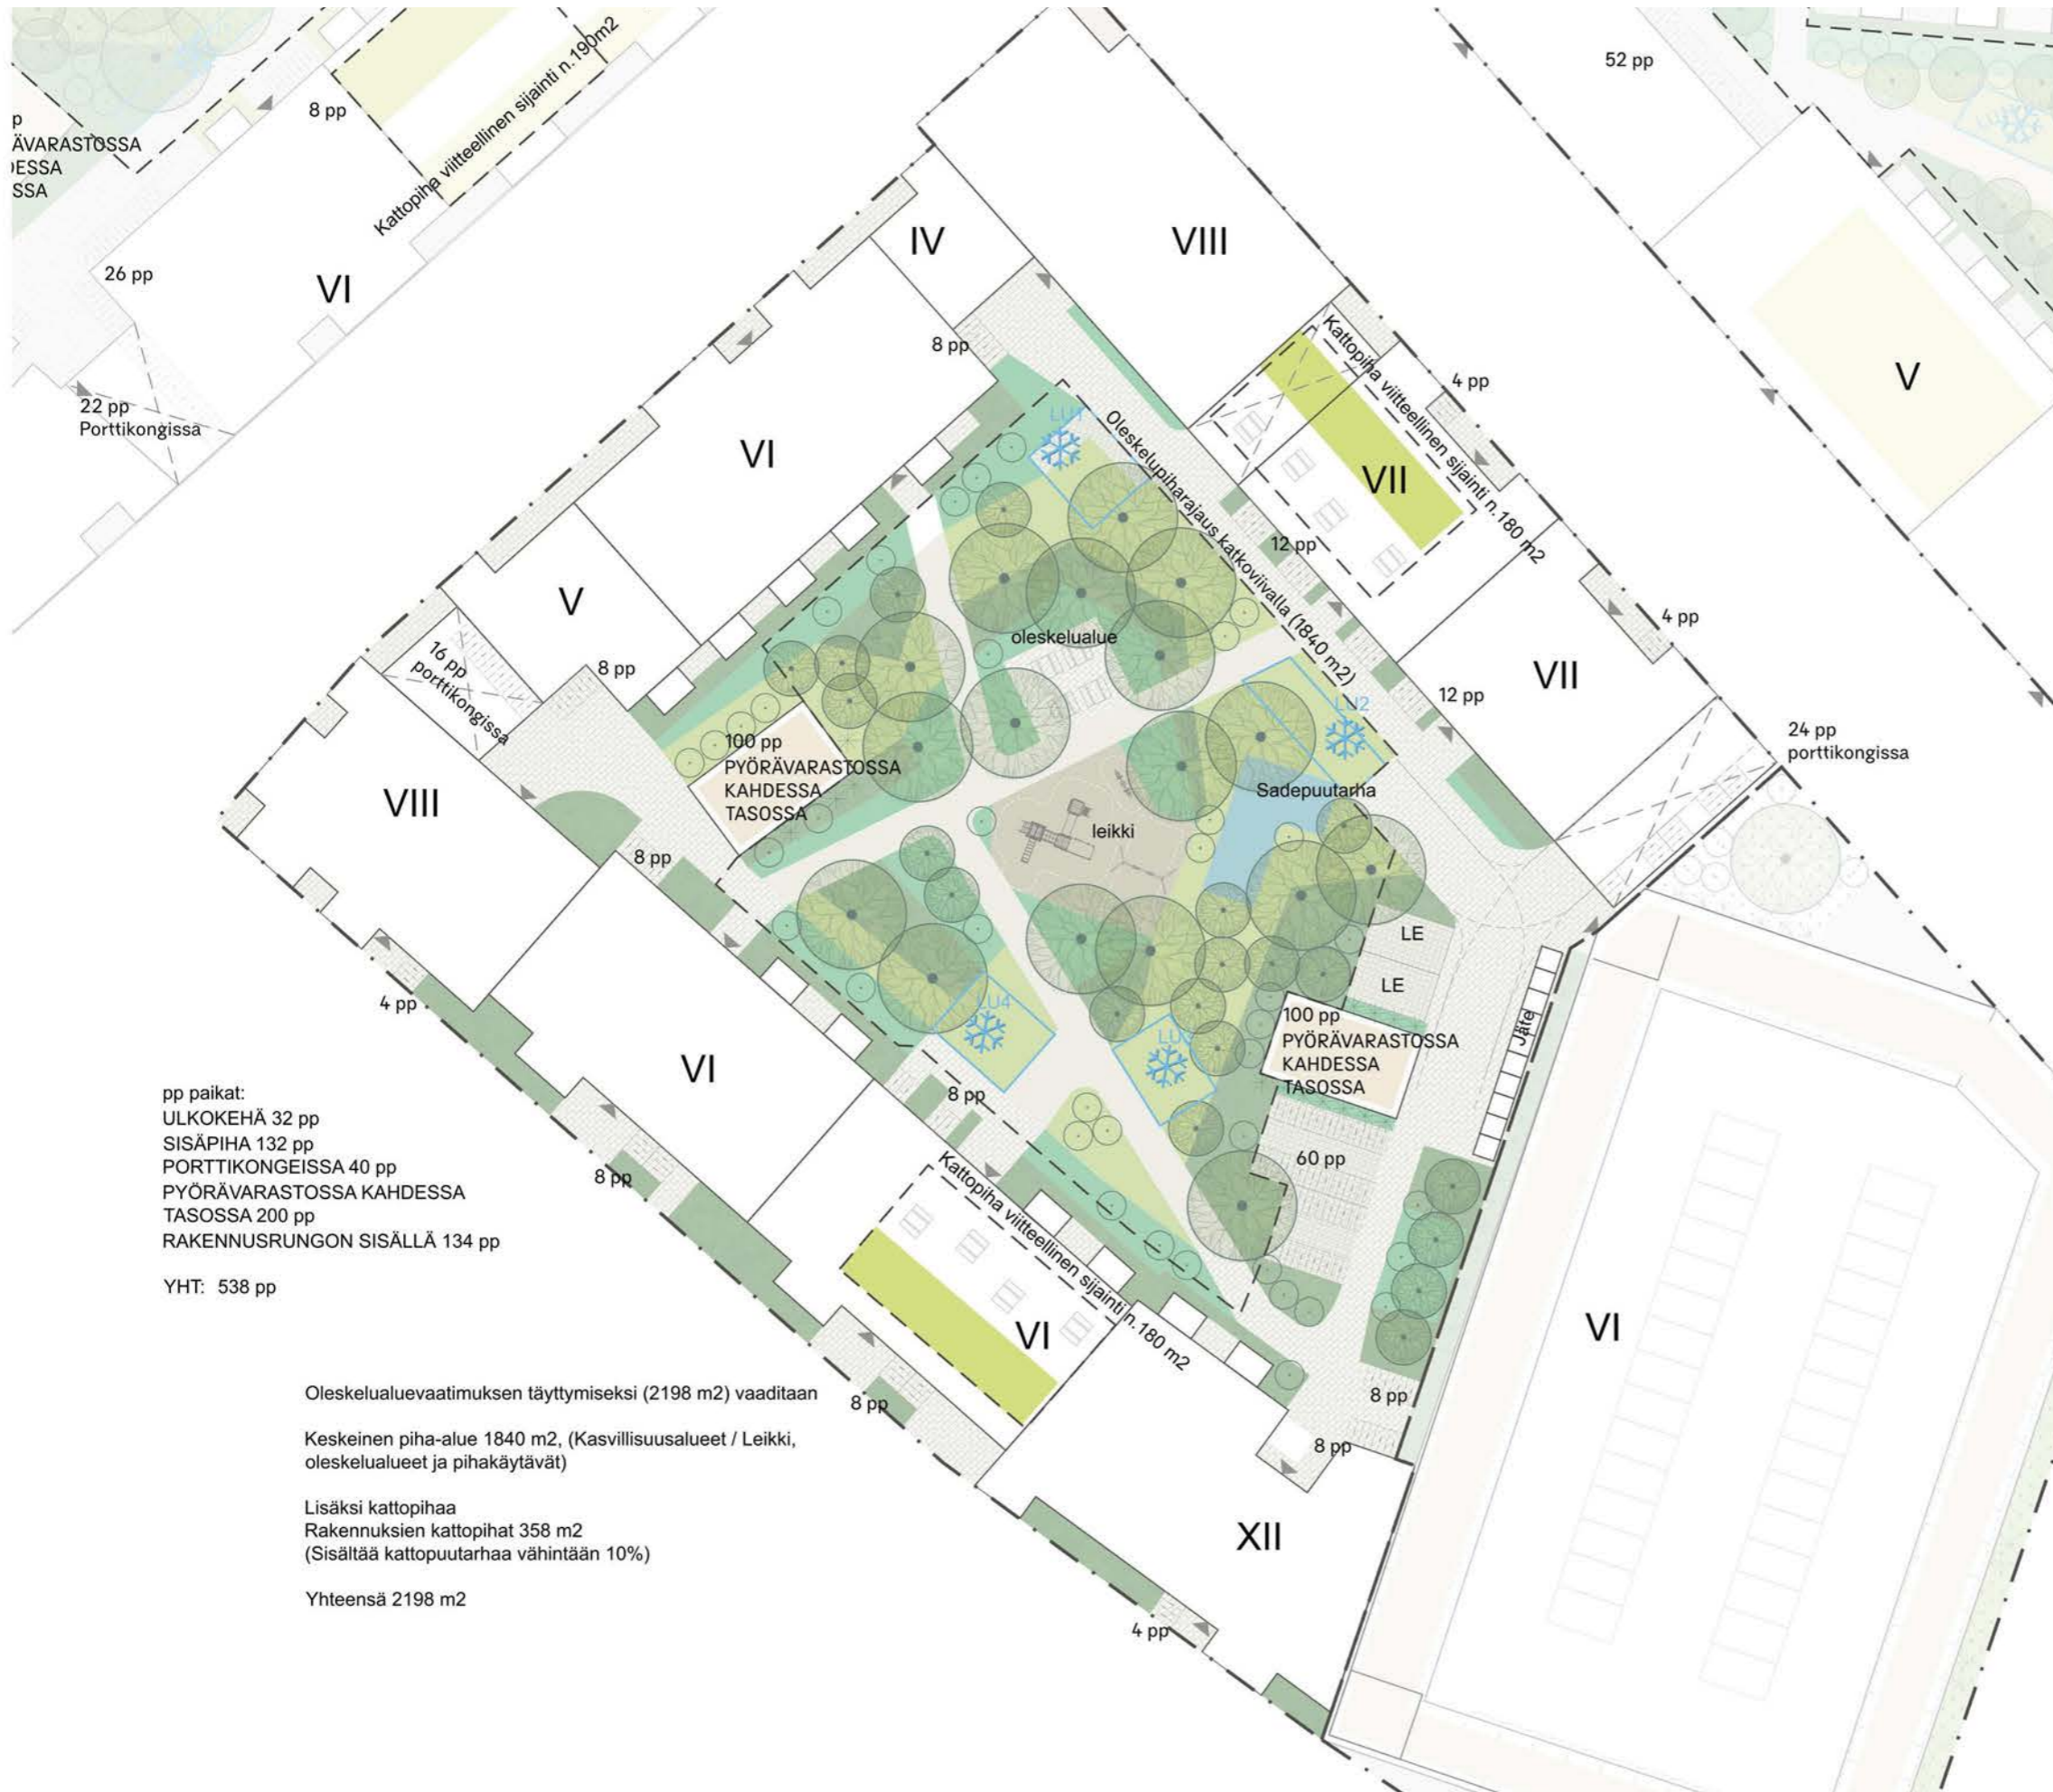 Kattopiha viitteellinen sijainti n.190m2
52 pp
8 pp
ÄVARASTOSSA
SSA
26 pp
VI
22 pp
Porttikongissa
IV
VIII
8 pp
VI
Kattopiha viitteellinen sijainti n.180 m2
4 pp
V
VII
LU1
Oleskelupiharajaus katkoviivalla (1840 m2)
12 pp
V
16 pp
porttikongissa
8 pp
oleskelualue
4 pp
VII
12 pp
LU2
24 pp
porttikongissa
VIII
100 pp
PYÖRÄVARASTOSSA
KAHDESSA
TASOSSA
Sadepuutarha
leikki
8 pp
LE
LE
4 pp
LU4
100 pp
PYÖRÄVARASTOSSA
KAHDESSA
TASOSSA
Jäte
VI
8 pp
8 pp
60 pp
pp paikat:
ULKOKEHÄ 32 pp
SISÄPIHA 132 pp
PORTTIKONGEISSA 40 pp
PYÖRÄVARASTOSSA KAHDESSA
TASOSSA 200 pp
RAKENNUSRUNGON SISÄLLÄ 134 pp
YHT: 538 pp
Kattopiha viitteellinen sijainti n.180 m2
VI
VI
8 pp
8 pp
8 pp
Oleskelualuevaatimuksen täyttymiseksi (2198 m2) vaaditaan
Keskeinen piha-alue 1840 m2, (Kasvillisuusalueet / Leikki,
oleskelualueet ja pihakäytävät)
Lisäksi kattopihaa
Rakennuksien kattopihat 358 m2
(Sisältää kattopuutarhaa vähintään 10%)
Yhteensä 2198 m2
XII
4 pp